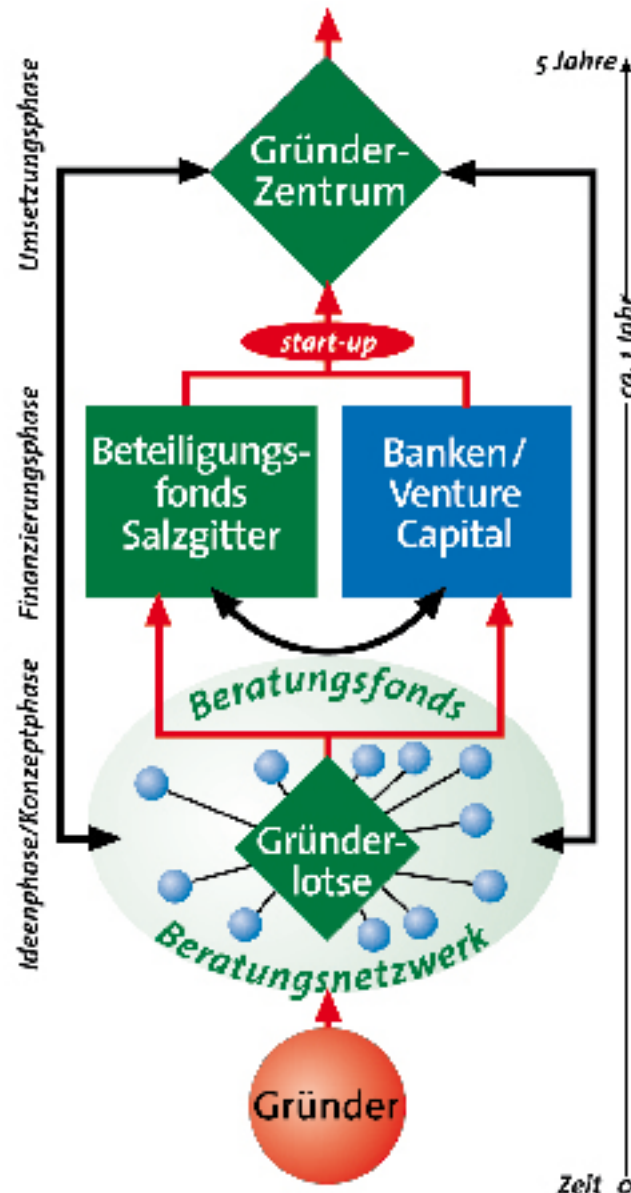 5 Jahre
Umsetzungsphase
Gründer-
Zentrum
start-up
ca. 1 Jahr
Finanzierungsphase
Beteiligungs-
fonds
Salzgitter
Banken/
Venture
Capital
Ideenphase/Konzeptphase
Beratungsfonds
Gründer-
lotse
Beratungsnetzwerk
Gründer
Zeit 0